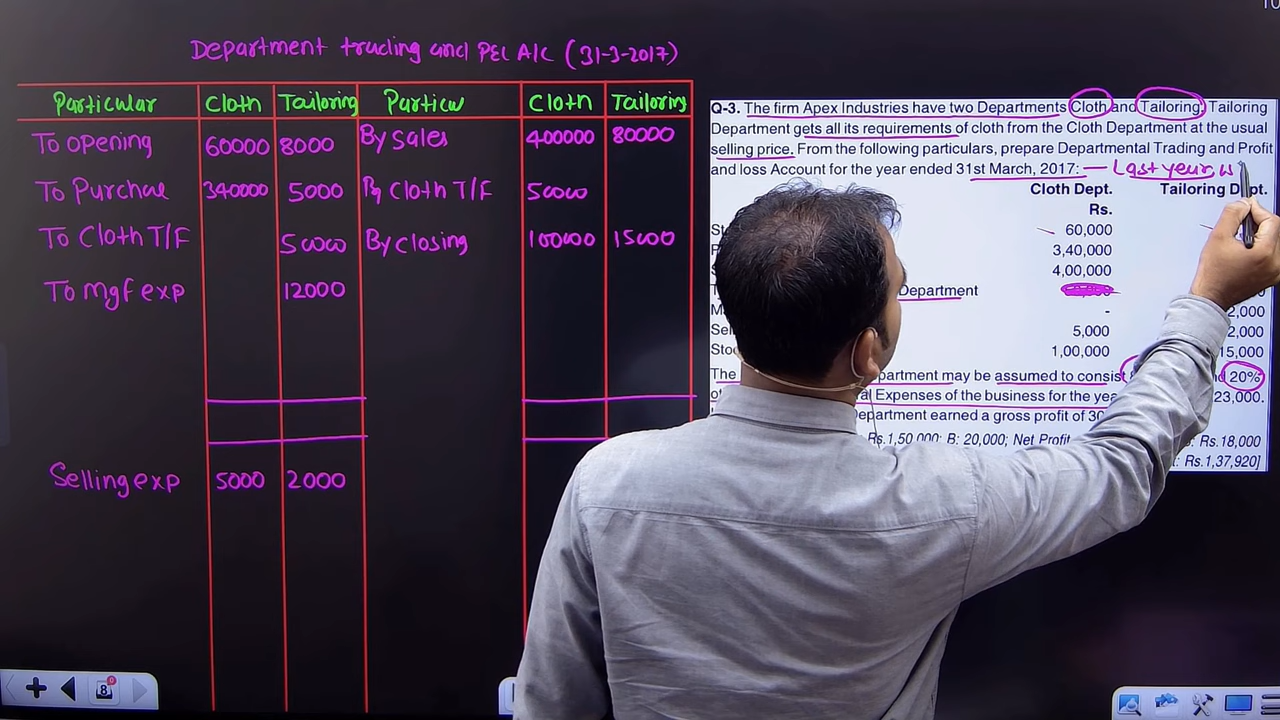 Department trading and P&L A/C (31-3-2017)
Particular Cloth Tailoring Particu Cloth Tailoring
To opening 60000 8000 By sales 400000 80000
To Purchase 340000 5000 By Cloth T/F 50000
To Cloth T/F 50000 By closing 100000 15000
To mgf exp 12000
Selling exp 5000 2000
Q-3. The firm Apex Industries have two Departments Cloth and Tailoring. Tailoring
Department gets all its requirements of cloth from the Cloth Department at the usual
selling price. From the following particulars, prepare Departmental Trading and Profit
and loss Account for the year ended 31st March, 2017: — Last year, w
Cloth Dept. Tailoring Dept.
Rs.
60,000
3,40,000
4,00,000
Department
- 2,000
5,000 2,000
1,00,000 15,000
The partment may be assumed to consist 20%
al Expenses of the business for the yea 23,000.
epartment earned a gross profit of 30
Rs.1,50,000; B: 20,000; Net Profit Rs.18,000
Rs.1,37,920]
8